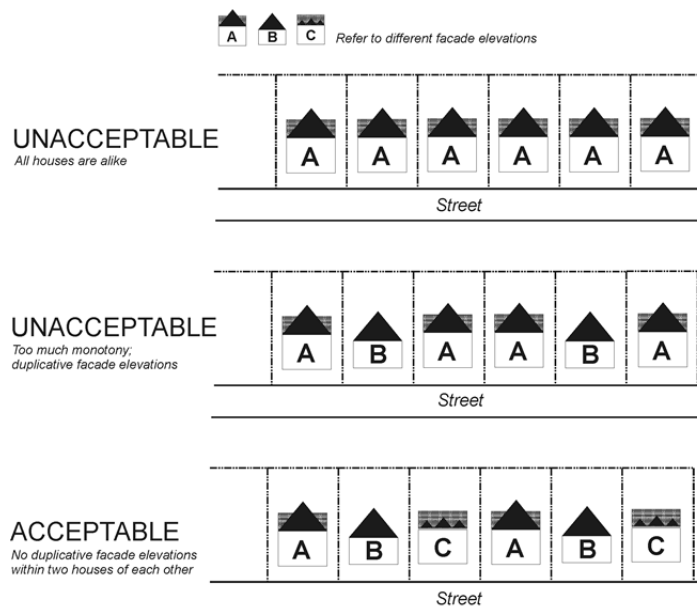 A B C Refer to different facade elevations
UNACCEPTABLE
All houses are alike
A A A A A A
Street
UNACCEPTABLE
Too much monotony;
duplicative facade elevations
A B A A B A
Street
ACCEPTABLE
No duplicative facade elevations
within two houses of each other
A B C A B C
Street